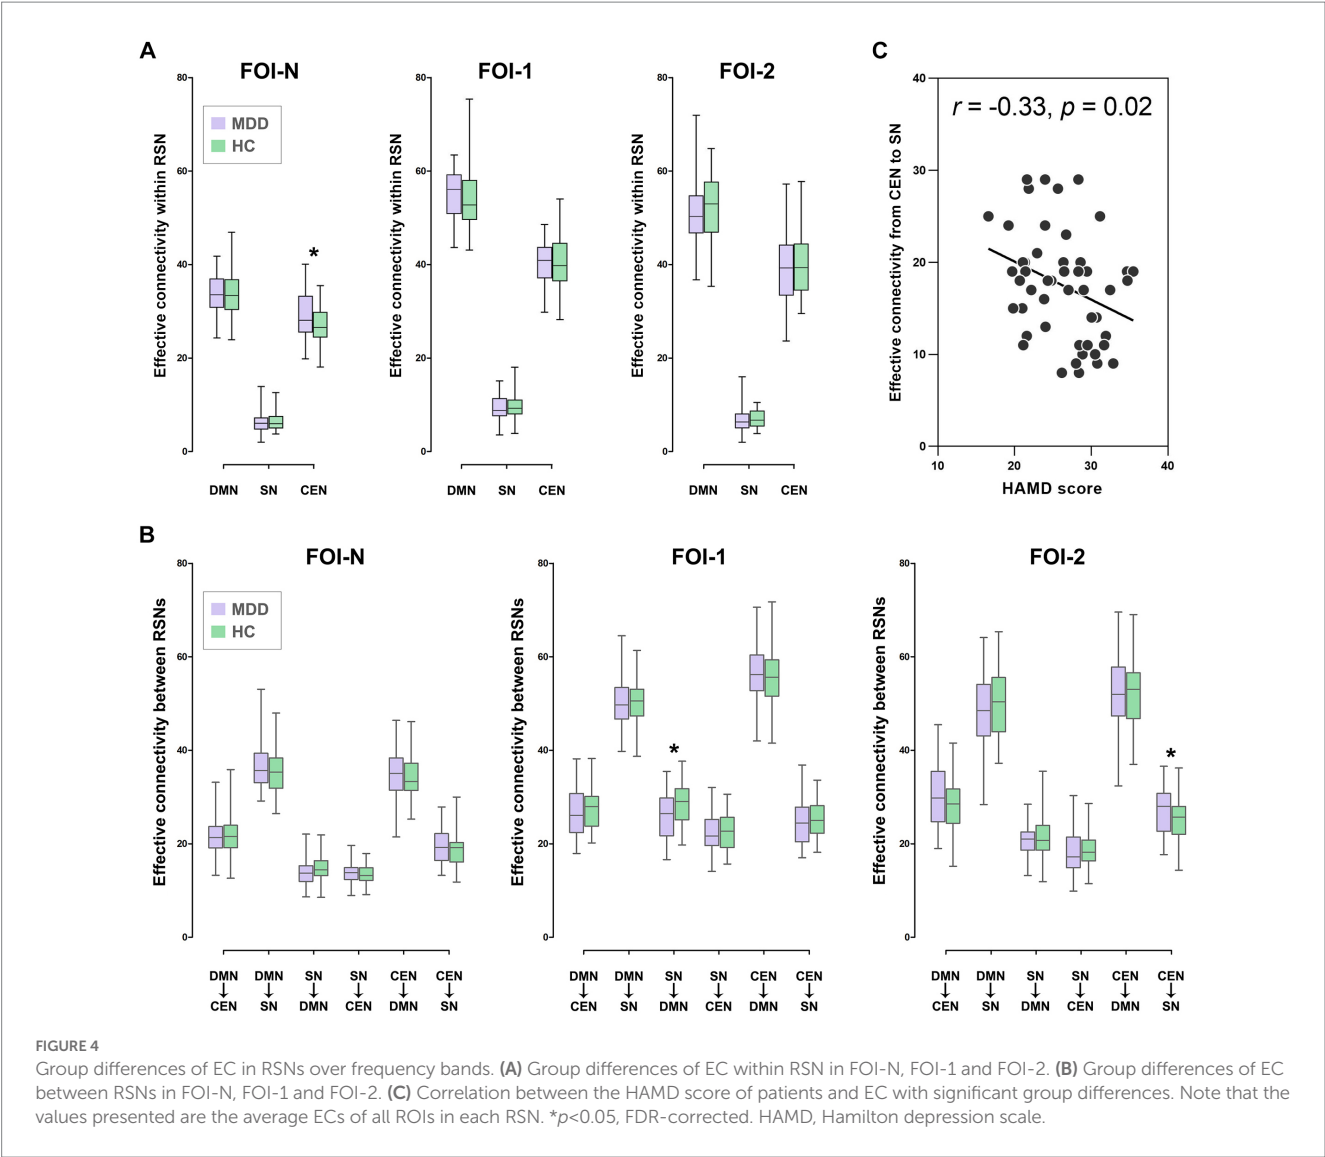 A
FOI-N
FOI-1
FOI-2
C
80
60
40
20
0
Effective connectivity within RSN
MDD
HC
*
DMN SN CEN
80
60
40
20
0
Effective connectivity within RSN
DMN SN CEN
80
60
40
20
0
Effective connectivity within RSN
DMN SN CEN
r = -0.33, p = 0.02
40
30
20
10
0
Effective connectivity from CEN to SN
10 20 30 40
HAMD score
B
FOI-N
FOI-1
FOI-2
80
60
40
20
0
Effective connectivity between RSNs
MDD
HC
DMN DMN SN SN CEN CEN
↓ ↓ ↓ ↓ ↓ ↓
CEN SN DMN CEN DMN SN
80
60
40
20
0
Effective connectivity between RSNs
*
DMN DMN SN SN CEN CEN
↓ ↓ ↓ ↓ ↓ ↓
CEN SN DMN CEN DMN SN
80
60
40
20
0
Effective connectivity between RSNs
*
DMN DMN SN SN CEN CEN
↓ ↓ ↓ ↓ ↓ ↓
CEN SN DMN CEN DMN SN
FIGURE 4
Group differences of EC in RSNs over frequency bands. (A) Group differences of EC within RSN in FOI-N, FOI-1 and FOI-2. (B) Group differences of EC
between RSNs in FOI-N, FOI-1 and FOI-2. (C) Correlation between the HAMD score of patients and EC with significant group differences. Note that the
values presented are the average ECs of all ROIs in each RSN. *p<0.05, FDR-corrected. HAMD, Hamilton depression scale.